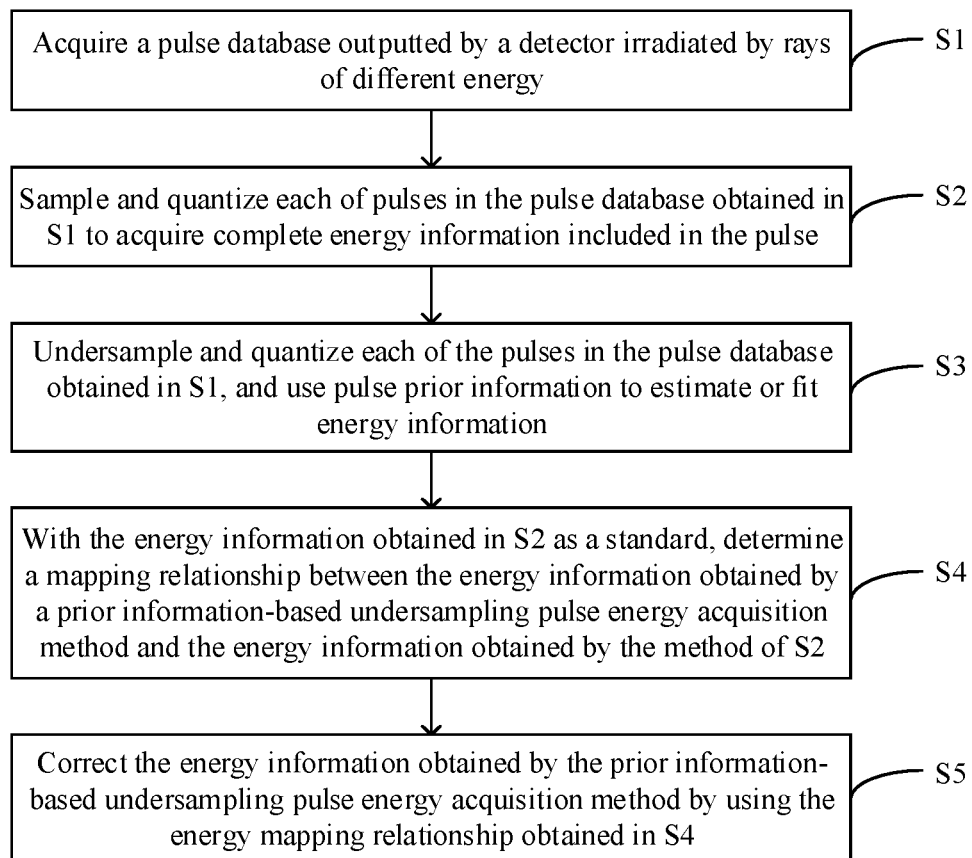 Acquire a pulse database outputted by a detector irradiated by rays
of different energy
S1
Sample and quantize each of pulses in the pulse database obtained in
S1 to acquire complete energy information included in the pulse
S2
Undersample and quantize each of the pulses in the pulse database
obtained in S1, and use pulse prior information to estimate or fit
energy information
S3
With the energy information obtained in S2 as a standard, determine
a mapping relationship between the energy information obtained by
a prior information-based undersampling pulse energy acquisition
method and the energy information obtained by the method of S2
S4
Correct the energy information obtained by the prior information-
based undersampling pulse energy acquisition method by using the
energy mapping relationship obtained in S4
S5